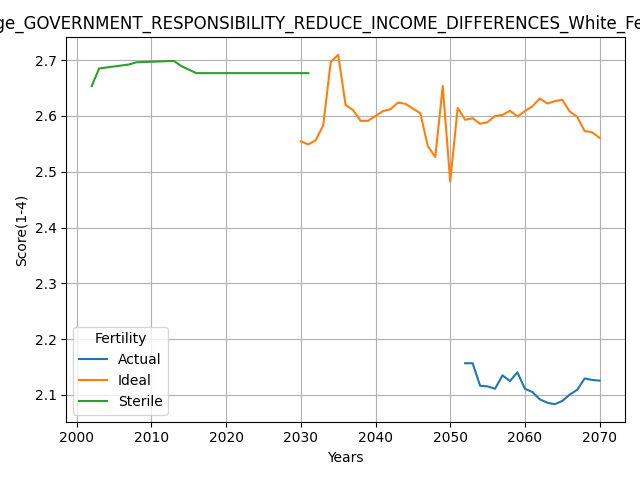 ge_GOVERNMENT_RESPONSIBILITY_REDUCE_INCOME_DIFFERENCES_White_Fe
Score(1-4)
2.7
2.6
2.5
2.4
2.3
2.2
2.1
Fertility
Actual
Ideal
Sterile
2000 2010 2020 2030 2040 2050 2060 2070
Years